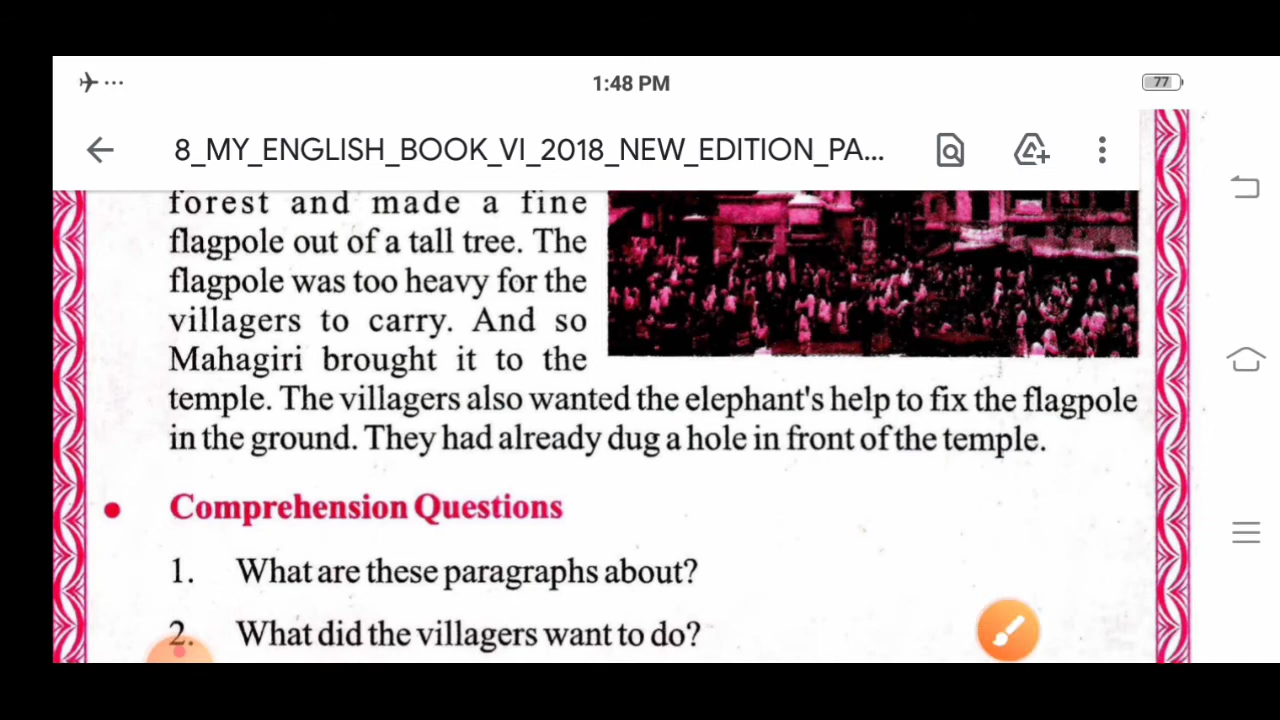 1:48 PM
77
8_MY_ENGLISH_BOOK_VI_2018_NEW_EDITION_PA...
forest and made a fine
flagpole out of a tall tree. The
flagpole was too heavy for the
villagers to carry. And so
Mahagiri brought it to the
temple. The villagers also wanted the elephant's help to fix the flagpole
in the ground. They had already dug a hole in front of the temple.
• Comprehension Questions
1. What are these paragraphs about?
2. What did the villagers want to do?